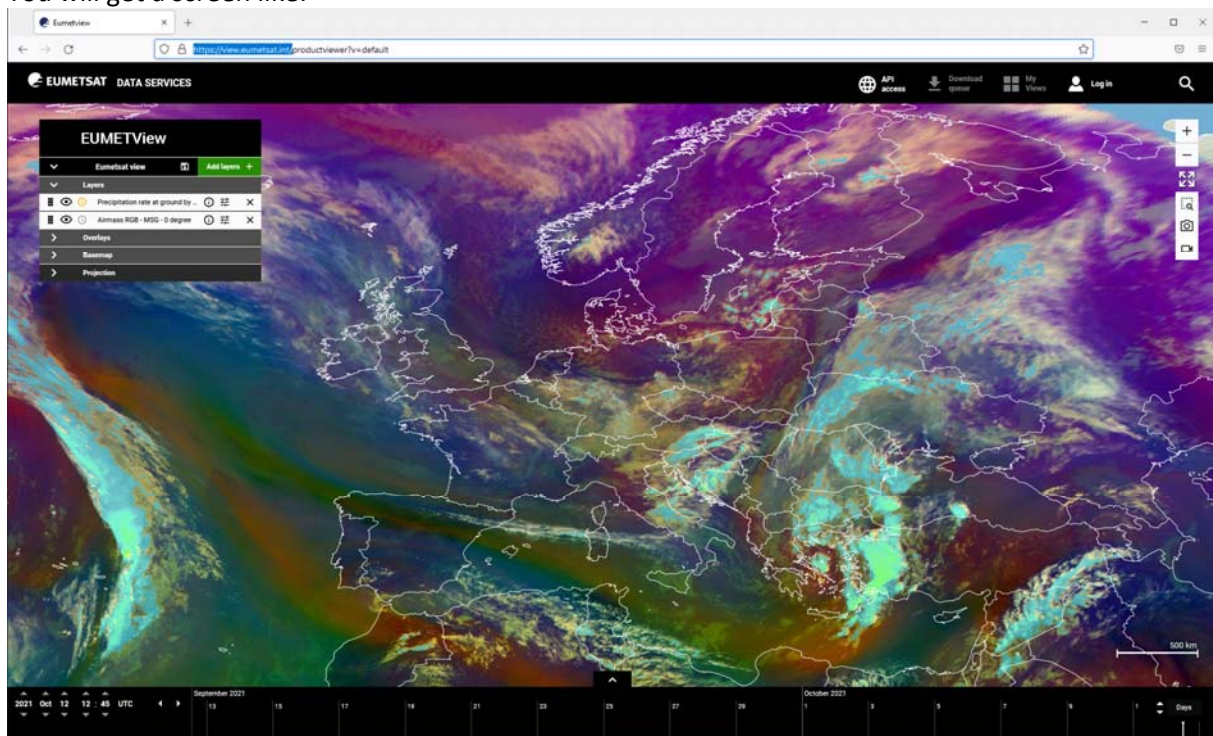 You will get a screen like:
Eumetview
https://view.eumetsat.int/productviewer?v=default
EUMETSAT DATA SERVICES
API access
Download queue
My Views
Log in
EUMETView
Eumetsat view
Add layers +
Layers
Precipitation rate at ground by ...
Airmass RGB - MSG - 0 degree
Overlays
Basemap
Projection
500 km
2021 Oct 12 12 : 45 UTC
September 2021
October 2021
13 15 17 19 21 23 25 27 29 1 3 5 7 9 1
Days